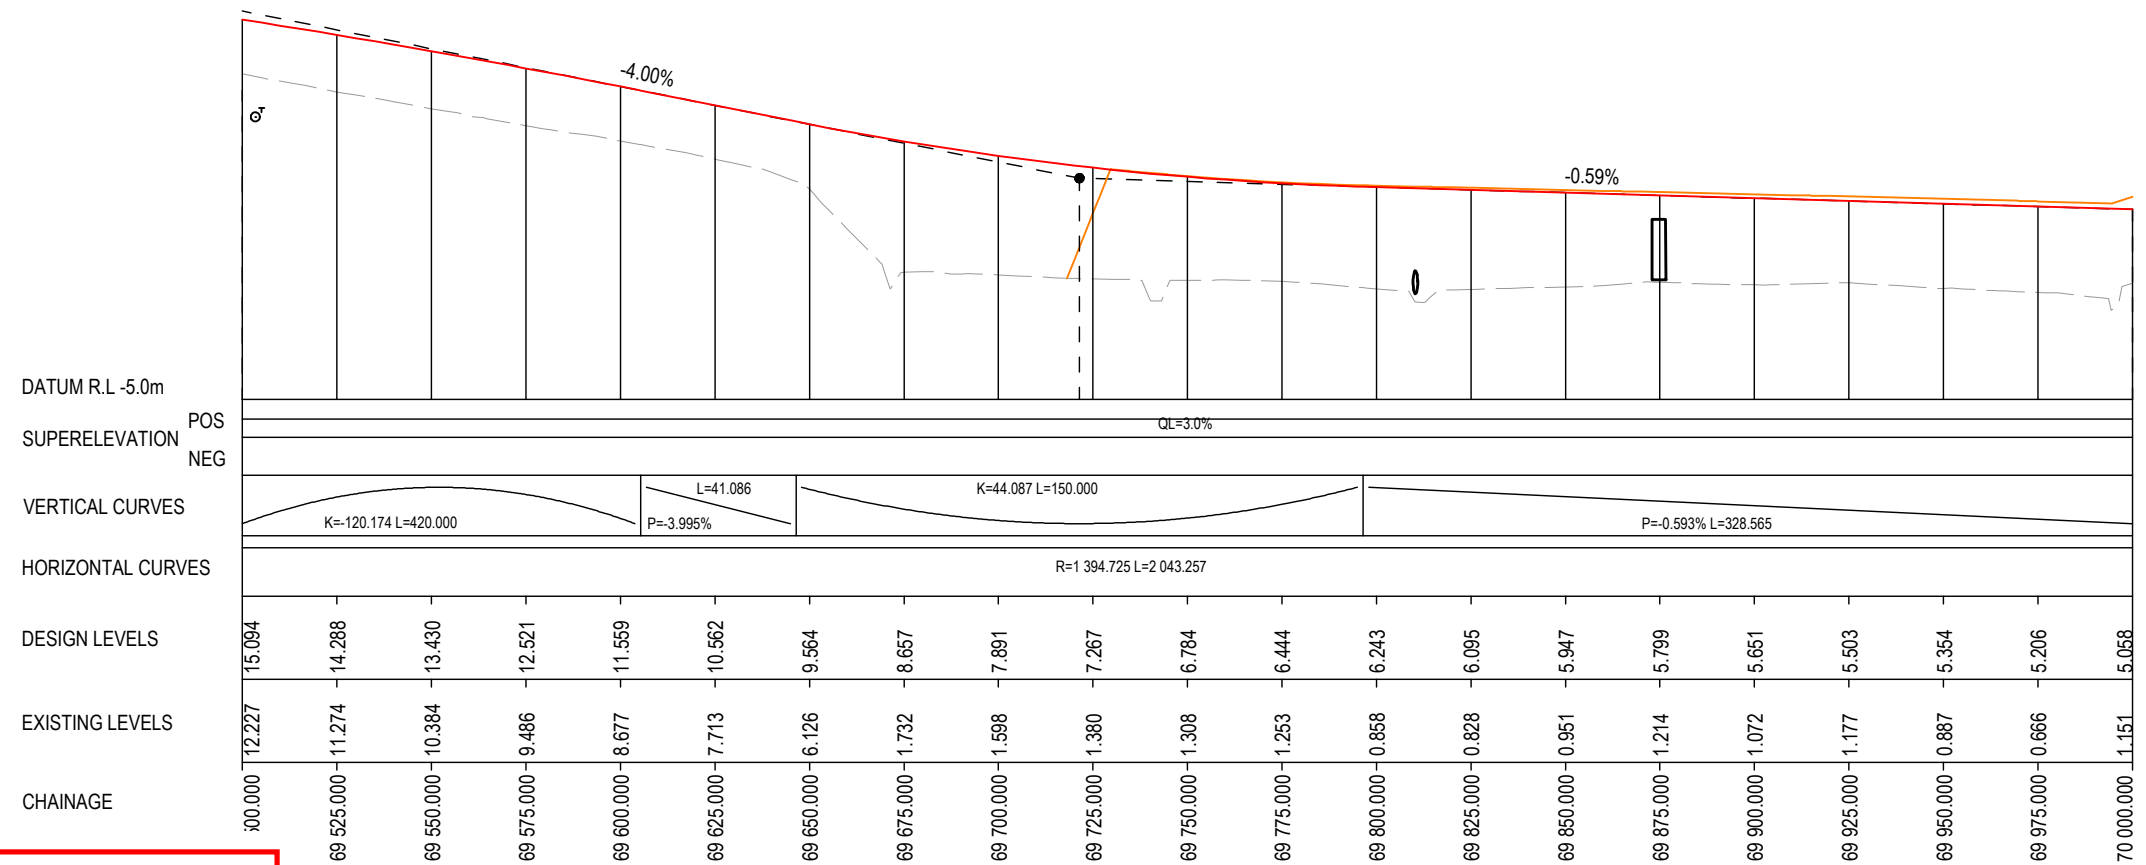 -4.00%
-0.59%
T
DATUM R.L -5.0m
SUPERELEVATION
POS
NEG
QL=3.0%
VERTICAL CURVES
K=-120.174 L=420.000
L=41.086
P=-3.995%
K=44.087 L=150.000
P=-0.593% L=328.565
HORIZONTAL CURVES
R=1 394.725 L=2 043.257
DESIGN LEVELS
15.094 14.288 13.430 12.521 11.559 10.562 9.564 8.657 7.891 7.267 6.784 6.444 6.243 6.095 5.947 5.799 5.651 5.503 5.354 5.206 5.058
EXISTING LEVELS
12.227 11.274 10.384 9.486 8.677 7.713 6.126 1.732 1.598 1.380 1.308 1.253 0.858 0.828 0.951 1.214 1.072 1.177 0.887 0.666 1.151
CHAINAGE
00.000 69 525.000 69 550.000 69 575.000 69 600.000 69 625.000 69 650.000 69 675.000 69 700.000 69 725.000 69 750.000 69 775.000 69 800.000 69 825.000 69 850.000 69 875.000 69 900.000 69 925.000 69 950.000 69 975.000 70 000.000